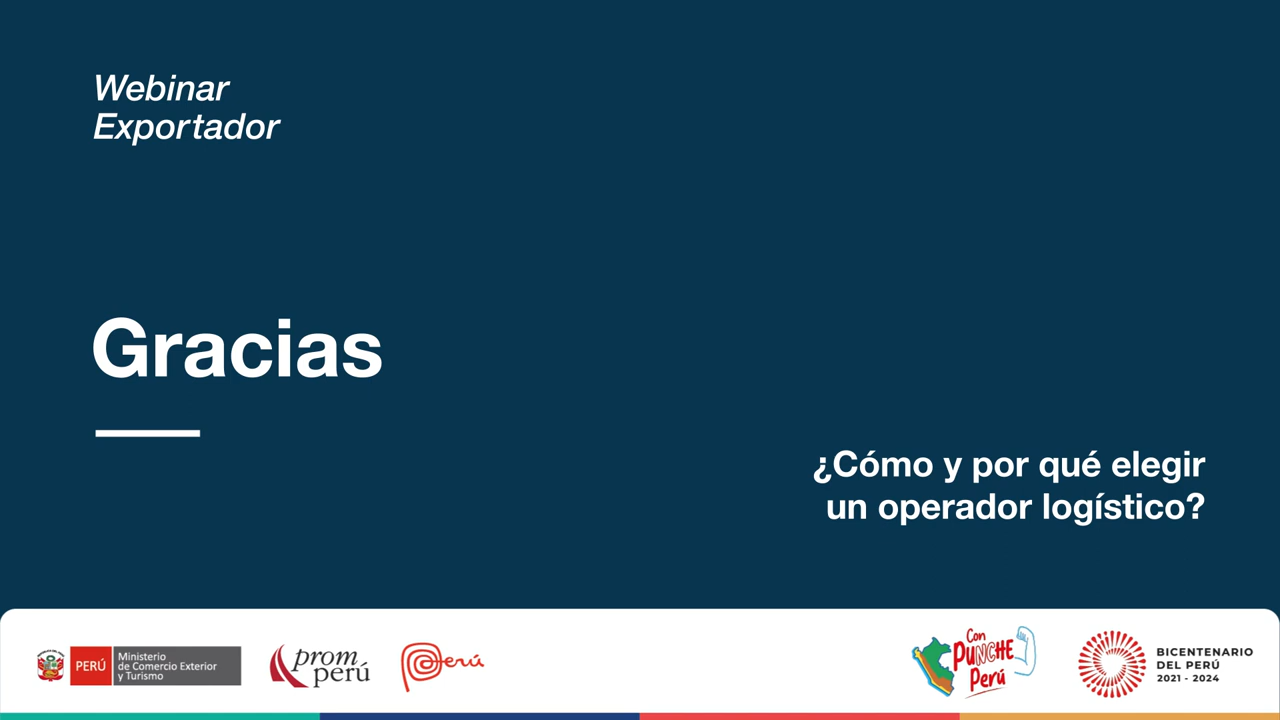 Webinar
Exportador
Gracias
¿Cómo y por qué elegir
un operador logístico?
PERÚ
Ministerio
de Comercio Exterior
y Turismo
prom
perú
Perú
Con
PUNCHE
Perú
BICENTENARIO
DEL PERÚ
2021 - 2024